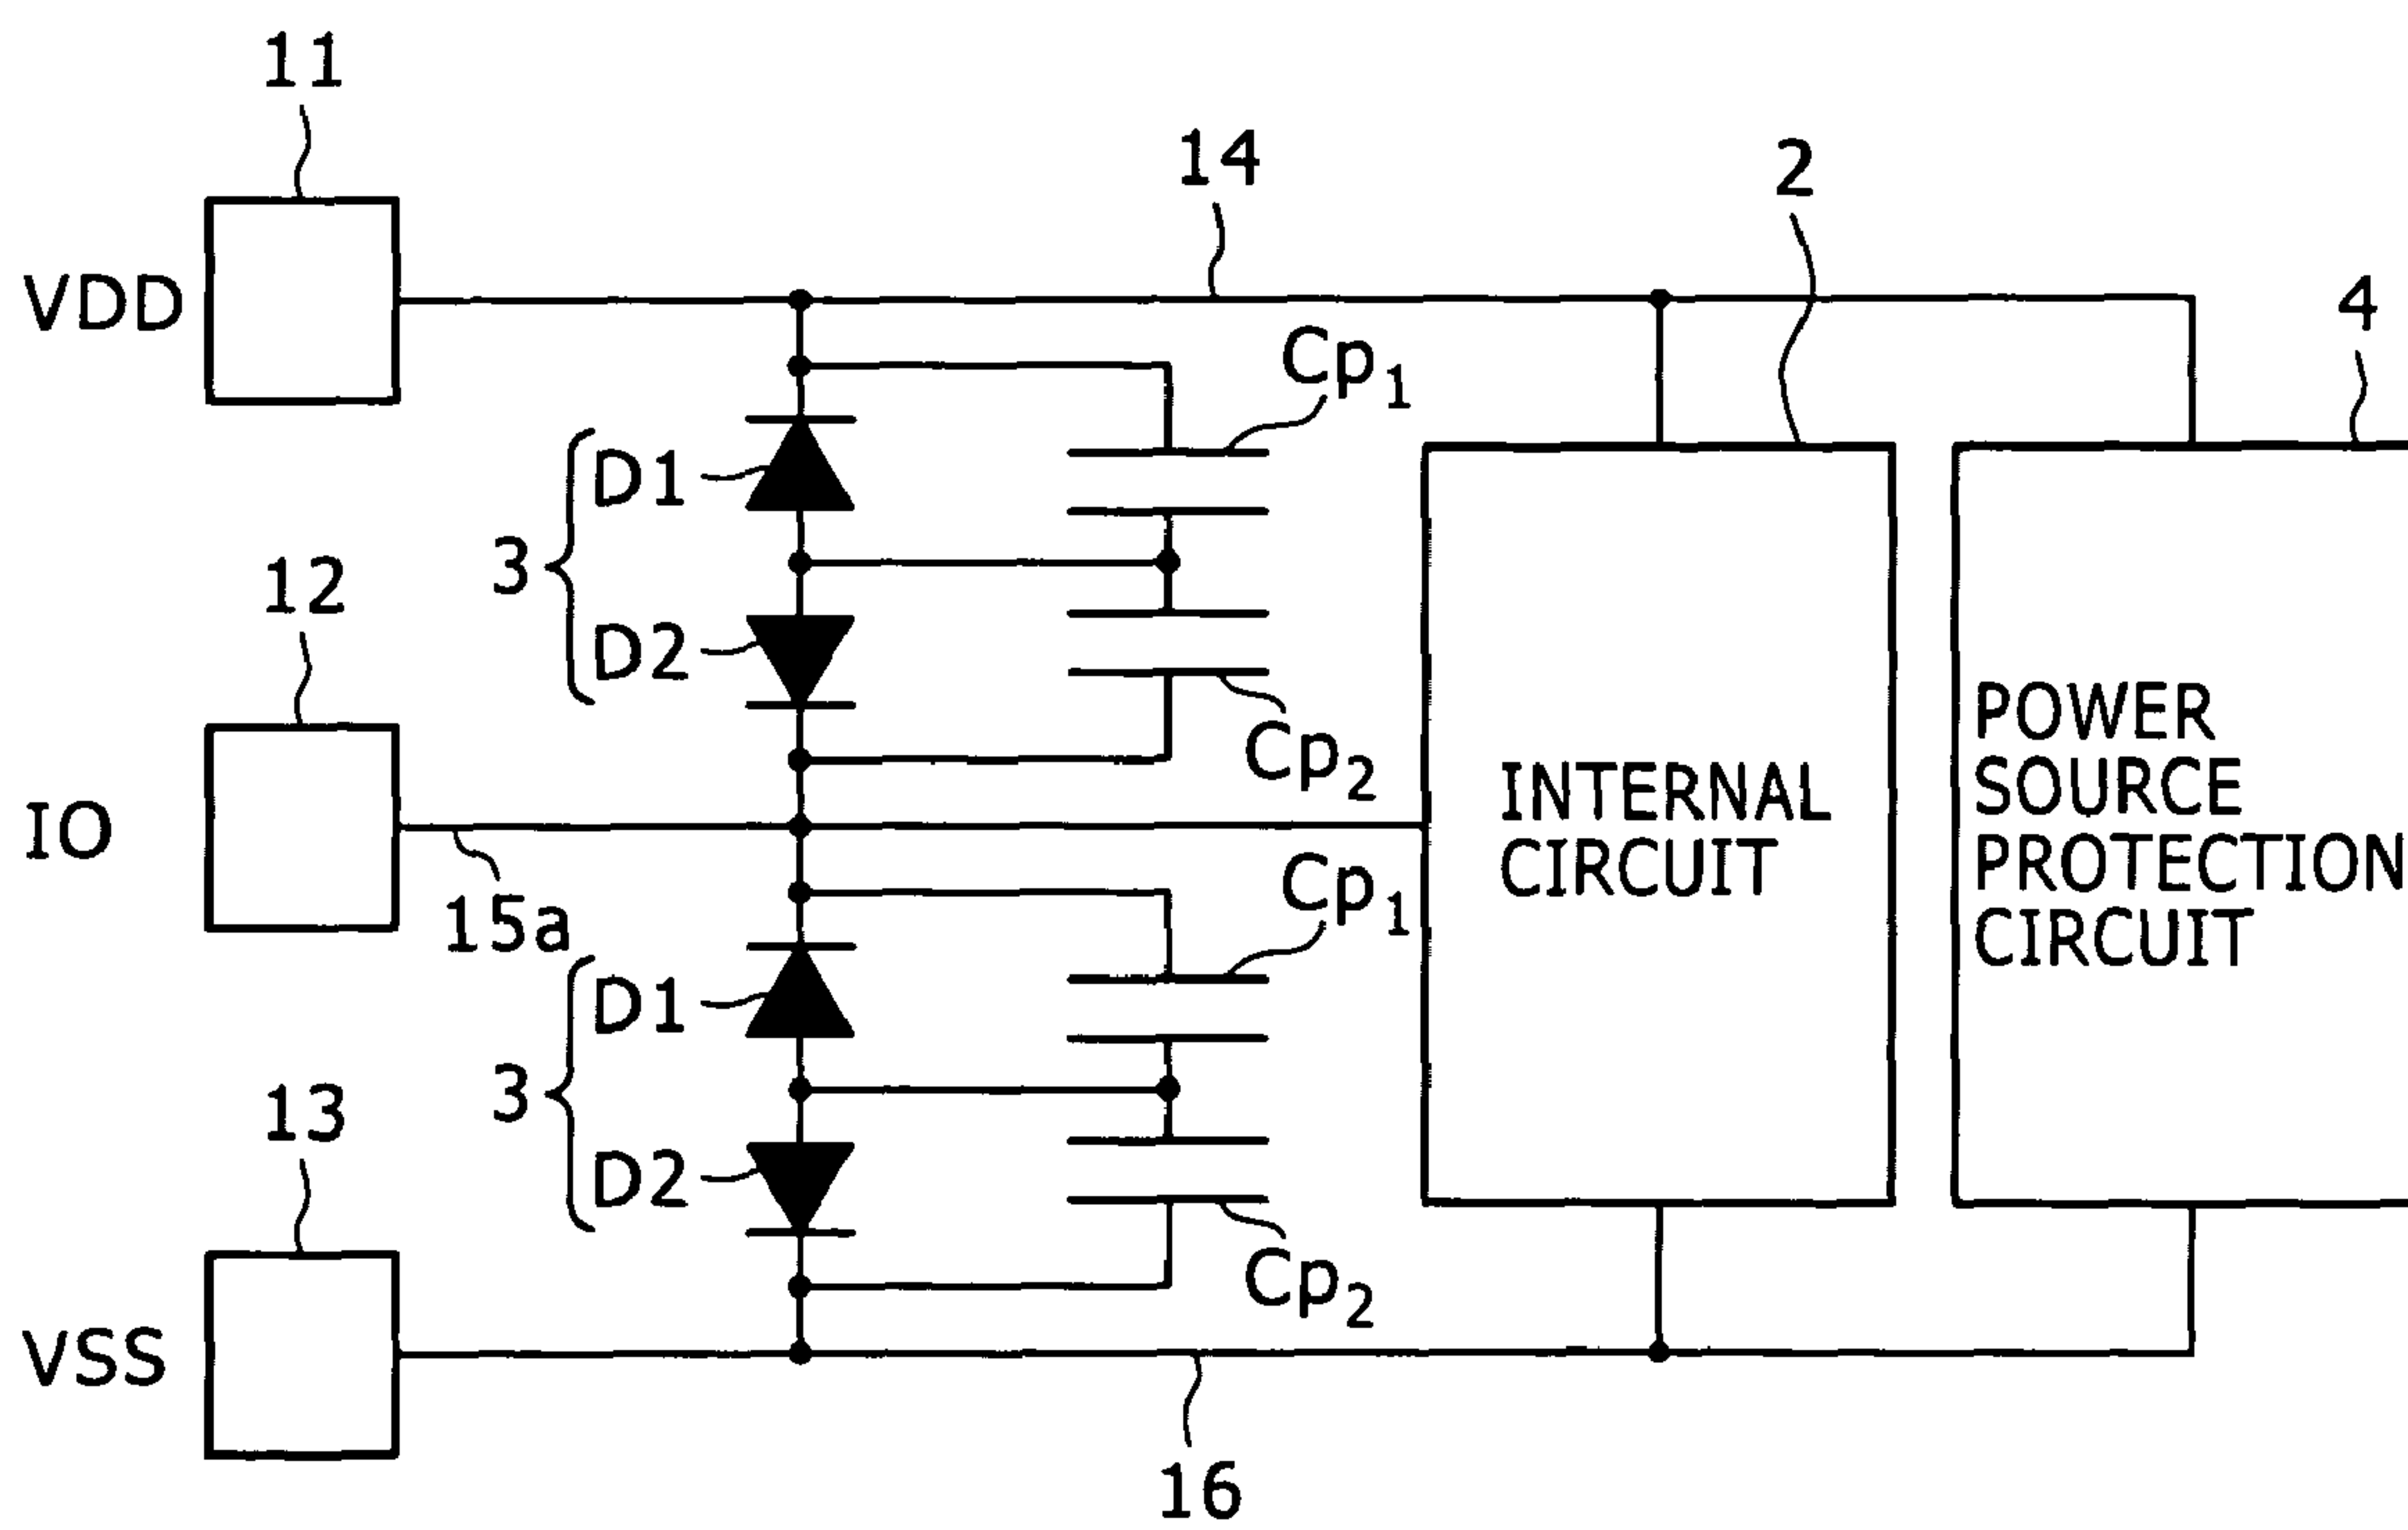 11
14
2
4
VDD
Cp1
D1
3
D2
12
Cp2
IO
15a
INTERNAL
CIRCUIT
POWER
SOURCE
PROTECTION
CIRCUIT
Cp1
D1
3
D2
13
Cp2
VSS
16